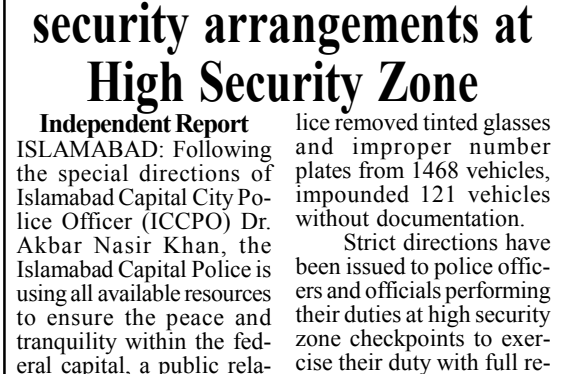 security arrangements at
High Security Zone
Independent Report
ISLAMABAD: Following
the special directions of
Islamabad Capital City Po-
lice Officer (ICCPO) Dr.
Akbar Nasir Khan, the
Islamabad Capital Police is
using all available resources
to ensure the peace and
tranquility within the fed-
eral capital, a public rela-
lice removed tinted glasses
and improper number
plates from 1468 vehicles,
impounded 121 vehicles
without documentation.
Strict directions have
been issued to police offic-
ers and officials performing
their duties at high security
zone checkpoints to exer-
cise their duty with full re-